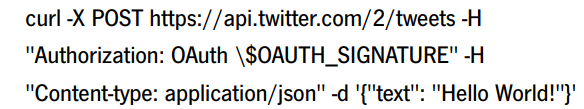 curl -X POST https://api.twitter.com/2/tweets -H
"Authorization: OAuth \$OAUTH_SIGNATURE" -H
"Content-type: application/json" -d '{"text": "Hello World!"}'